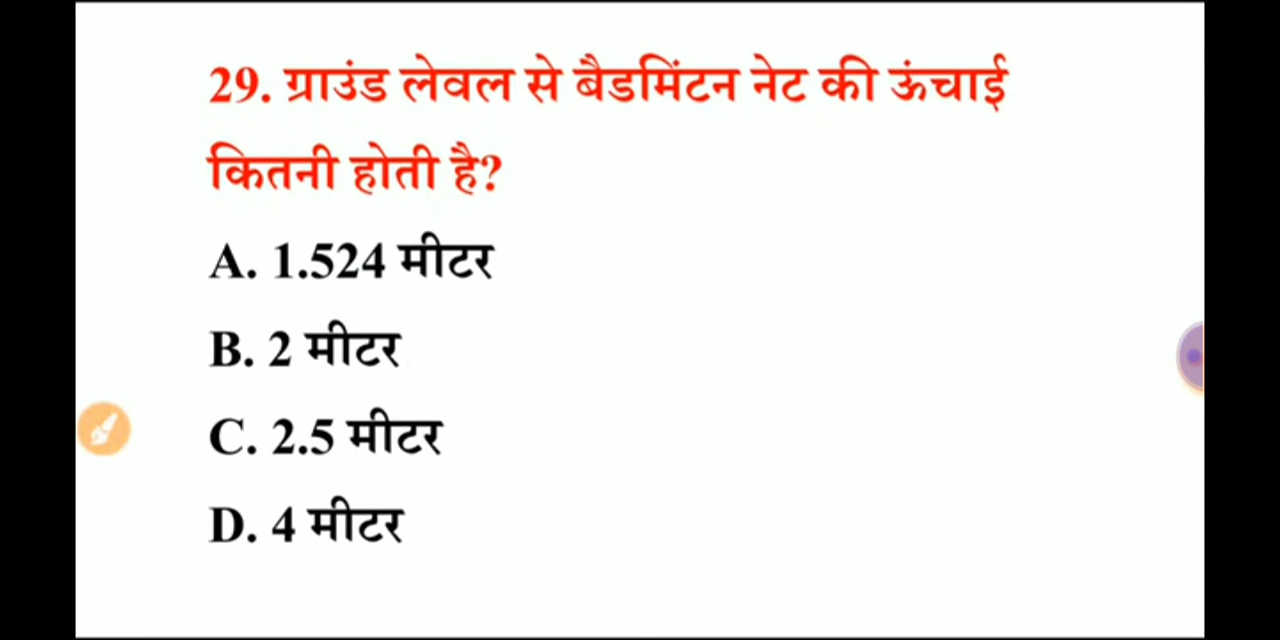 29. ग्राउंड लेवल से बैडमिंटन नेट की ऊंचाई
कितनी होती है?
A. 1.524 मीटर
B. 2 मीटर
C. 2.5 मीटर
D. 4 मीटर